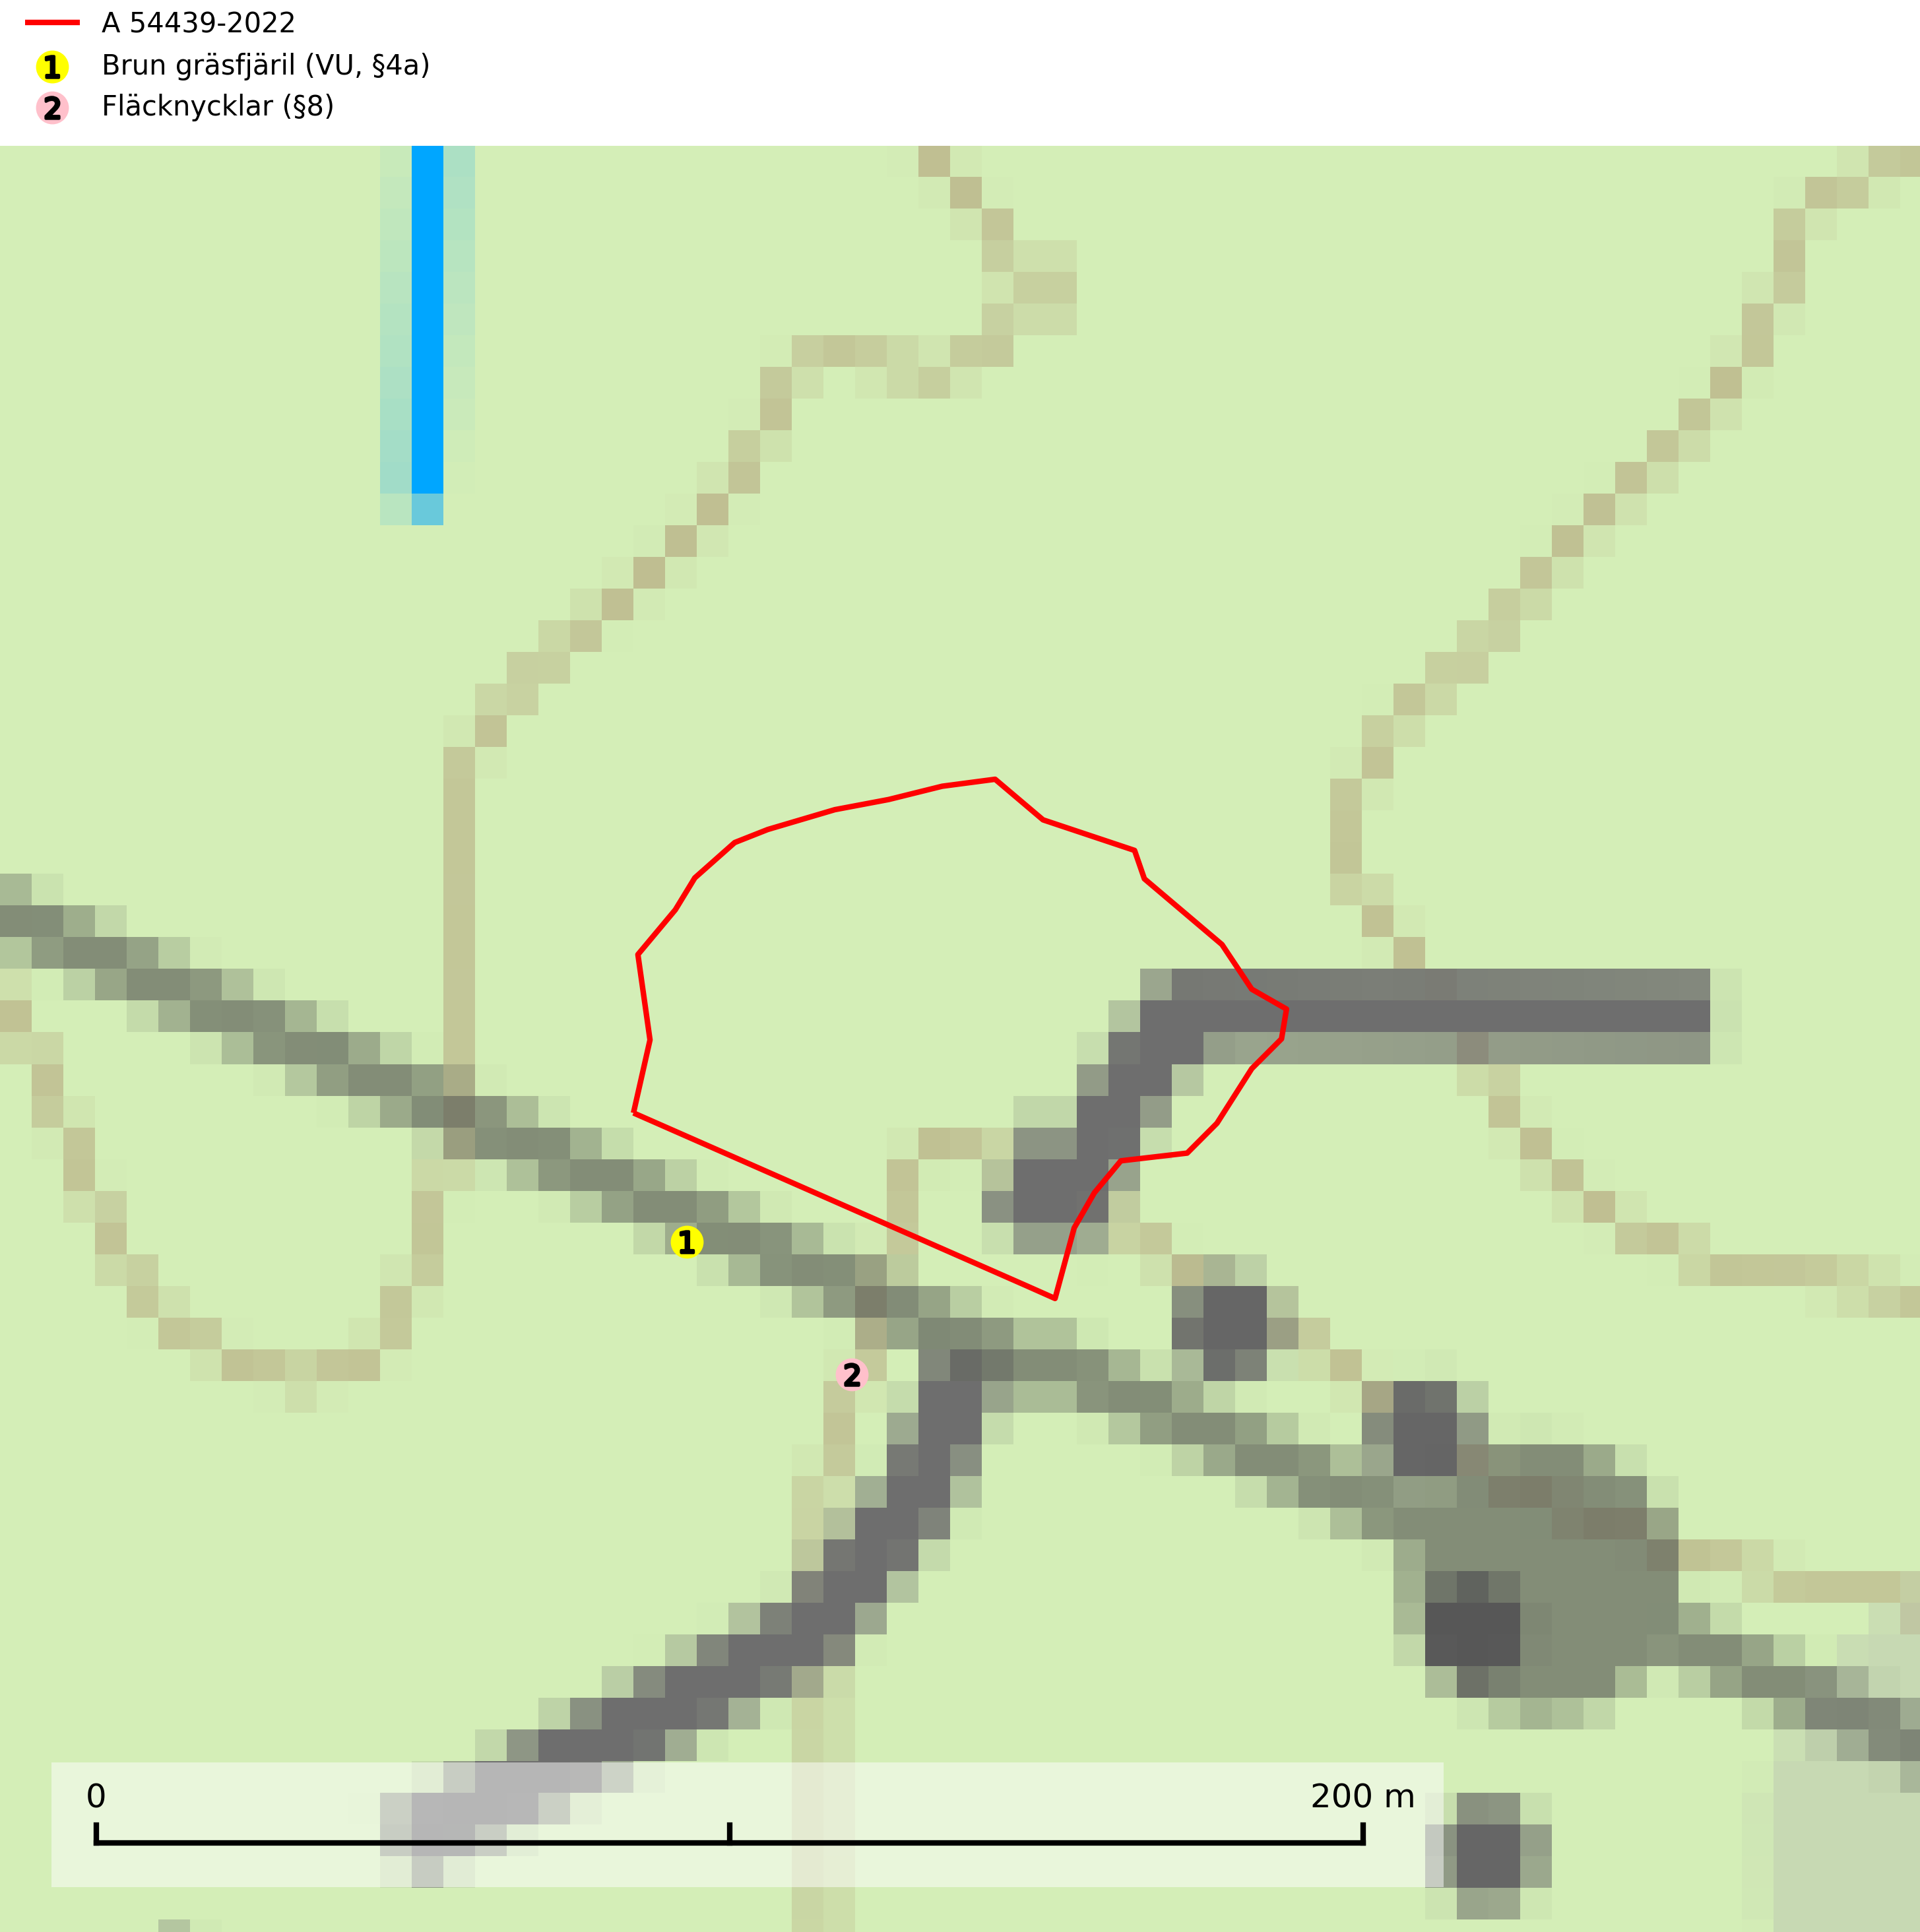 A 54439-2022
1 Brun gräsfjäril (VU, §4a)
2 Fläcknycklar (§8)
1
2
0 200 m